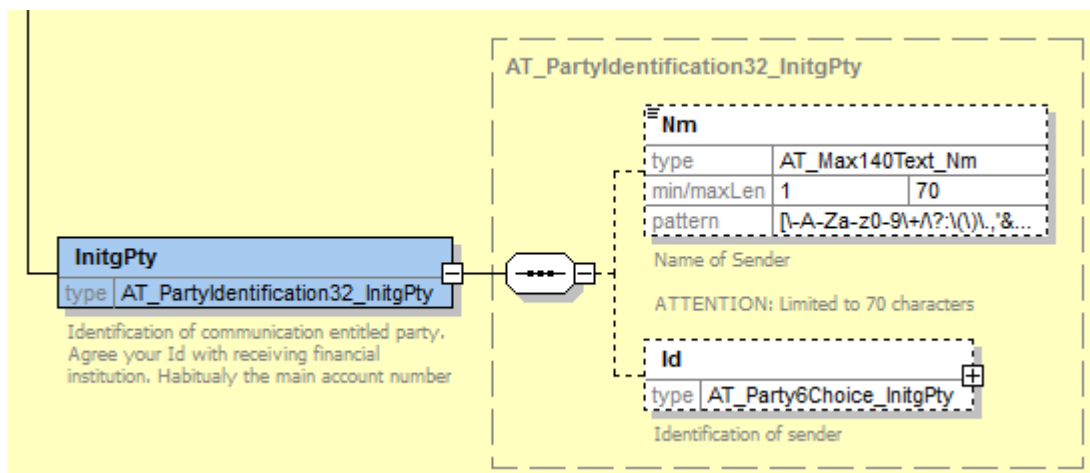 AT_PartyIdentification32_InitgPty
Nm
type AT_Max140Text_Nm
min/maxLen 1 70
pattern [\-A-Za-z0-9\+/\?:\(\)\.,'&...
Name of Sender
ATTENTION: Limited to 70 characters
InitgPty
type AT_PartyIdentification32_InitgPty
Identification of communication entitled party.
Agree your Id with receiving financial
institution. Habitualy the main account number
Id
type AT_Party6Choice_InitgPty
Identification of sender